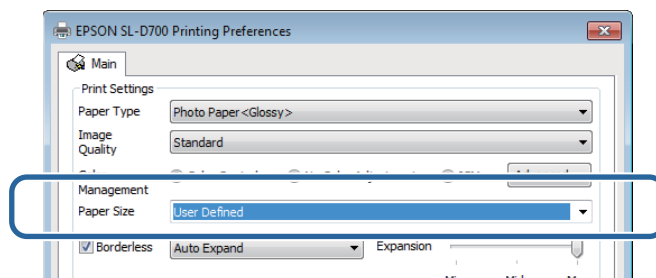 EPSON SL-D700 Printing Preferences
Main
Print Settings
Paper Type Photo Paper<Glossy>
Image
Quality Standard
Management
Paper Size User Defined
Borderless Auto Expand Expansion